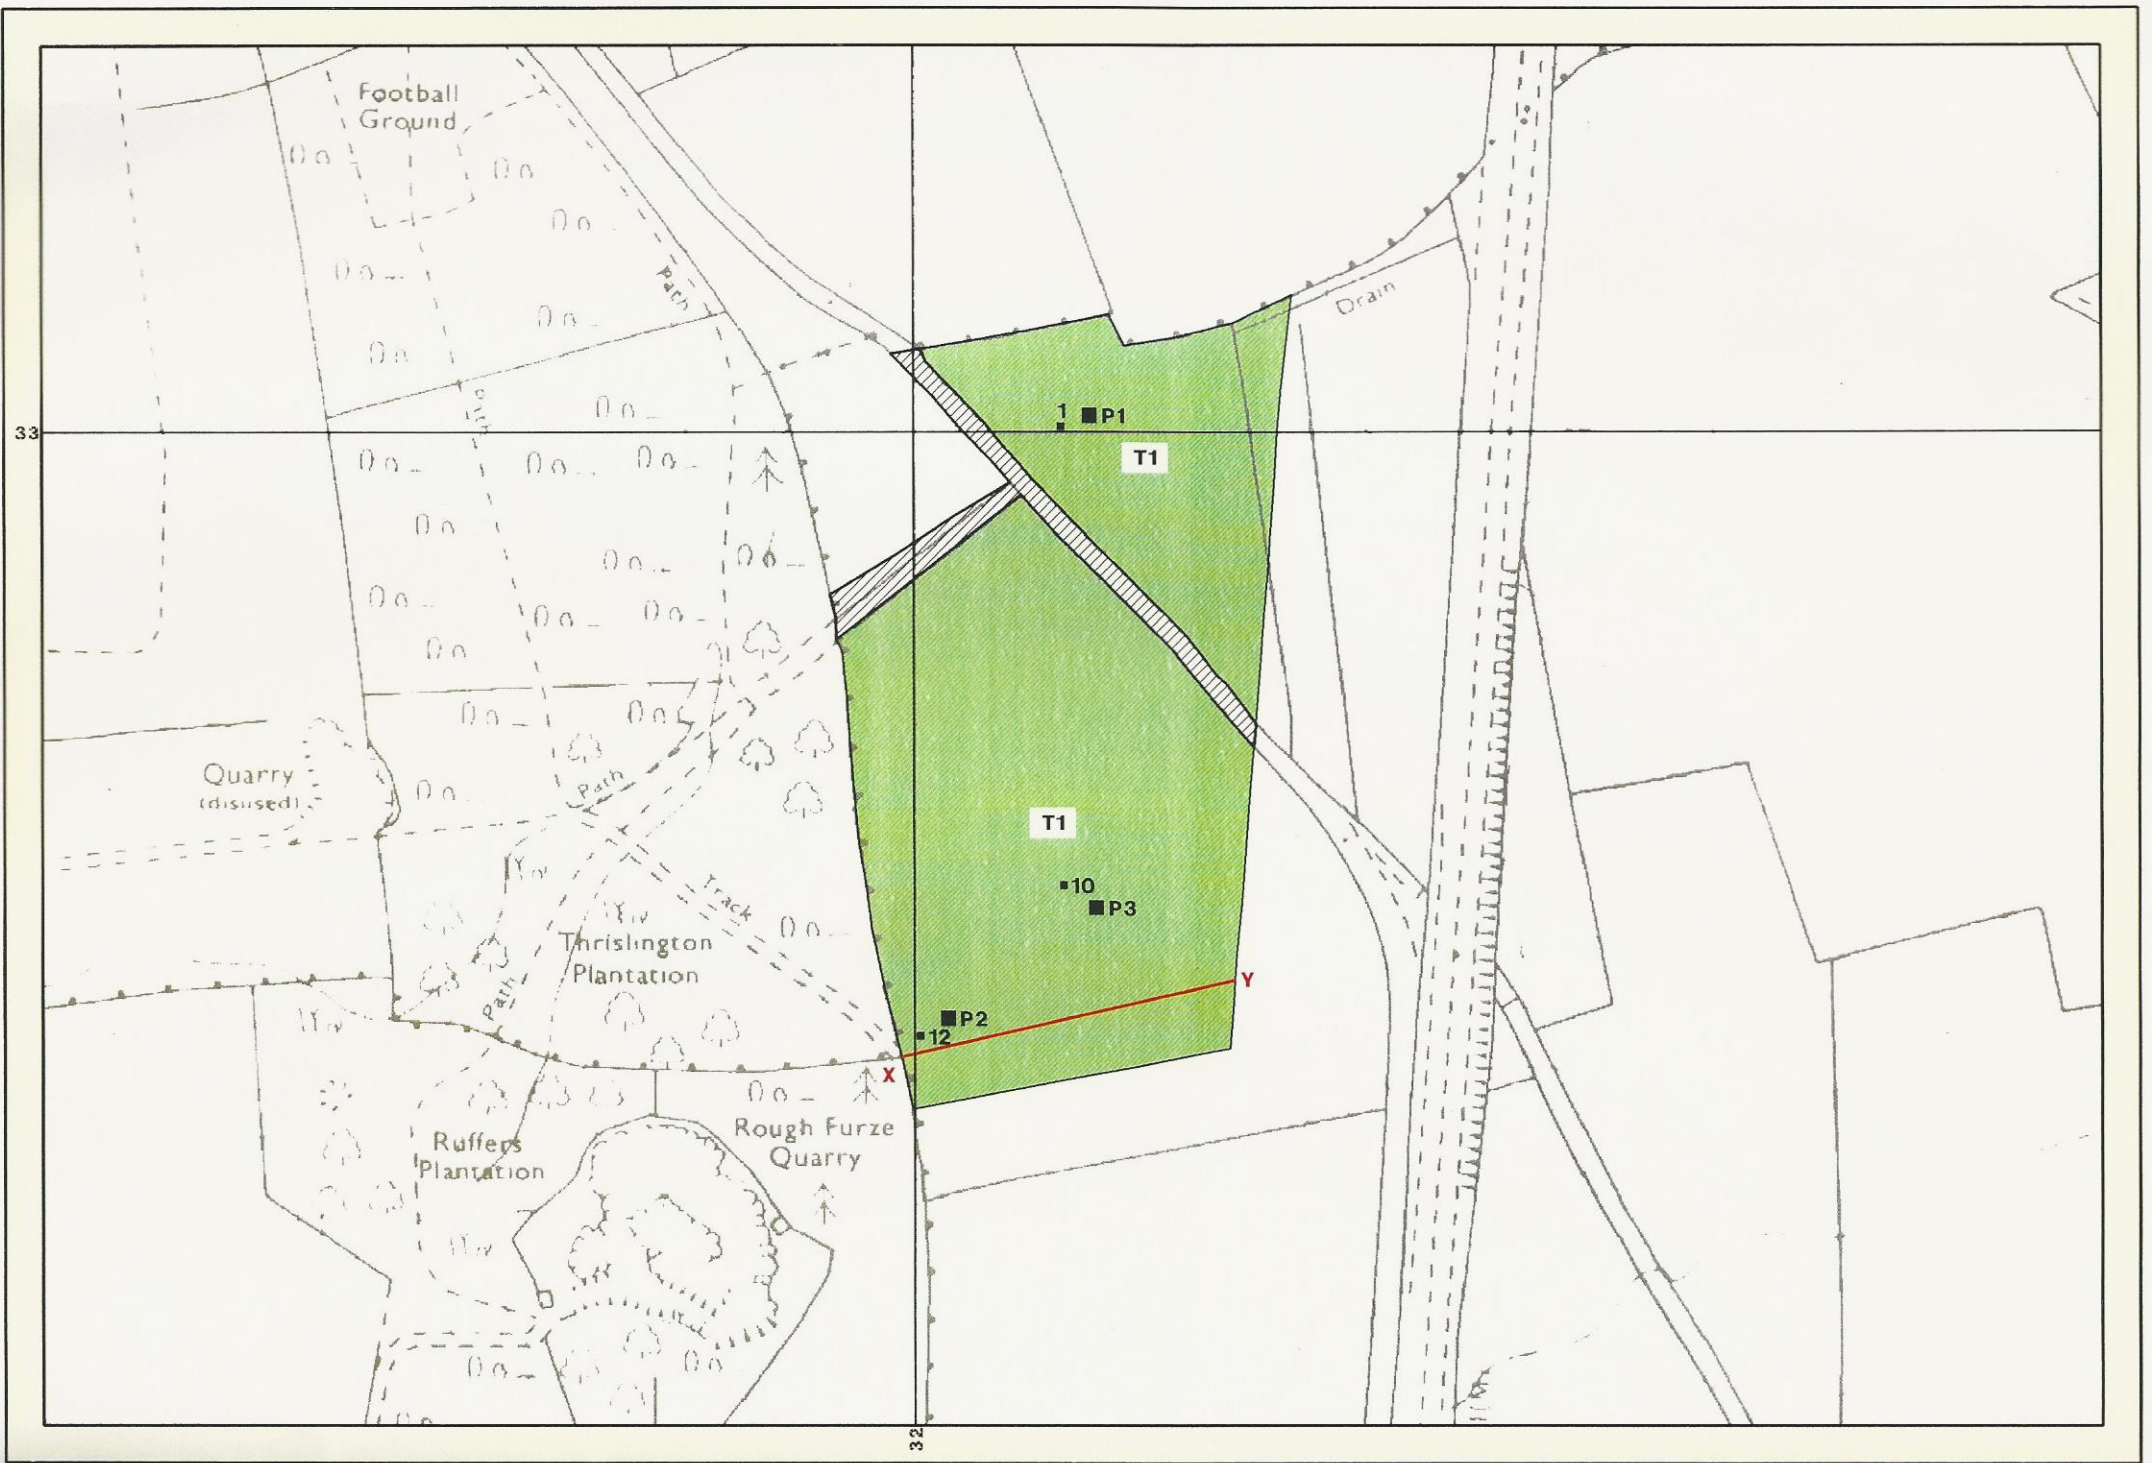 Football
Ground
Path
Drain
33
1
P1
T1
Path
Quarry
(disused)
Path
T1
10
P3
Track
Thrislington
Plantation
Path
Y
P2
12
X
Rough Furze
Quarry
Ruffers
Plantation
32